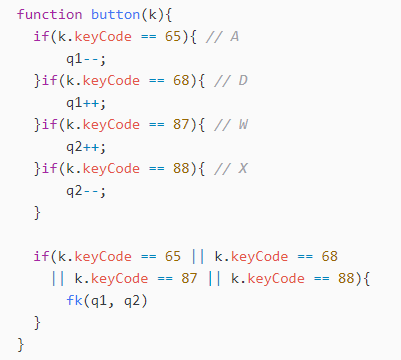 function button(k){
  if(k.keyCode == 65){ // A
      q1--;
  }if(k.keyCode == 68){ // D
      q1++;
  }if(k.keyCode == 87){ // W
      q2++;
  }if(k.keyCode == 88){ // X
      q2--;
  }

  if(k.keyCode == 65 || k.keyCode == 68
    || k.keyCode == 87 || k.keyCode == 88){
      fk(q1, q2)
  }
}